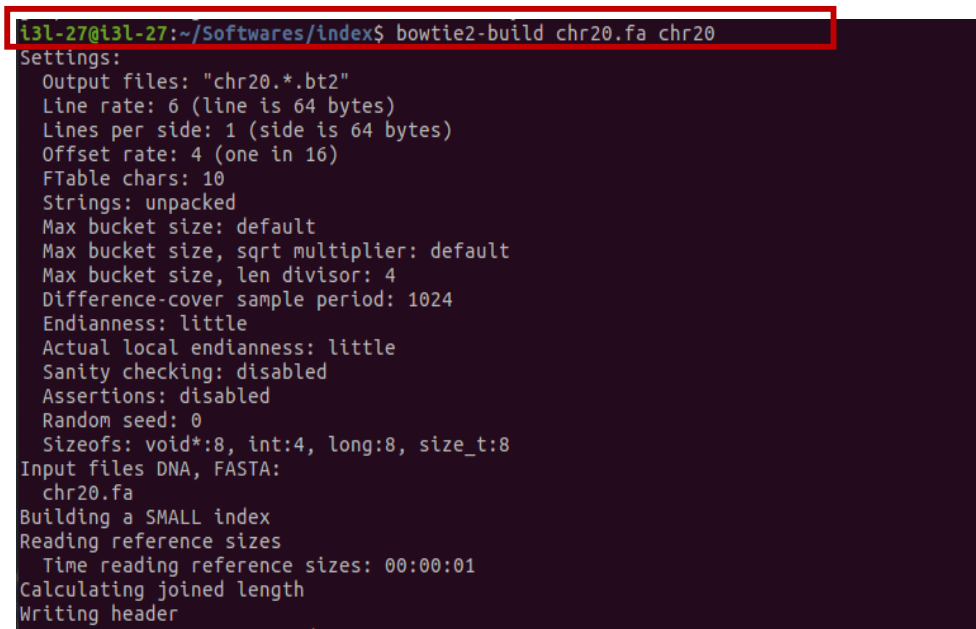 i3l-27@i3l-27:~/Softwares/index$ bowtie2-build chr20.fa chr20
Settings:
  Output files: "chr20.*.bt2"
  Line rate: 6 (line is 64 bytes)
  Lines per side: 1 (side is 64 bytes)
  Offset rate: 4 (one in 16)
  FTable chars: 10
  Strings: unpacked
  Max bucket size: default
  Max bucket size, sqrt multiplier: default
  Max bucket size, len divisor: 4
  Difference-cover sample period: 1024
  Endianness: little
  Actual local endianness: little
  Sanity checking: disabled
  Assertions: disabled
  Random seed: 0
  Sizeofs: void*:8, int:4, long:8, size_t:8
Input files DNA, FASTA:
  chr20.fa
Building a SMALL index
Reading reference sizes
  Time reading reference sizes: 00:00:01
Calculating joined length
Writing header